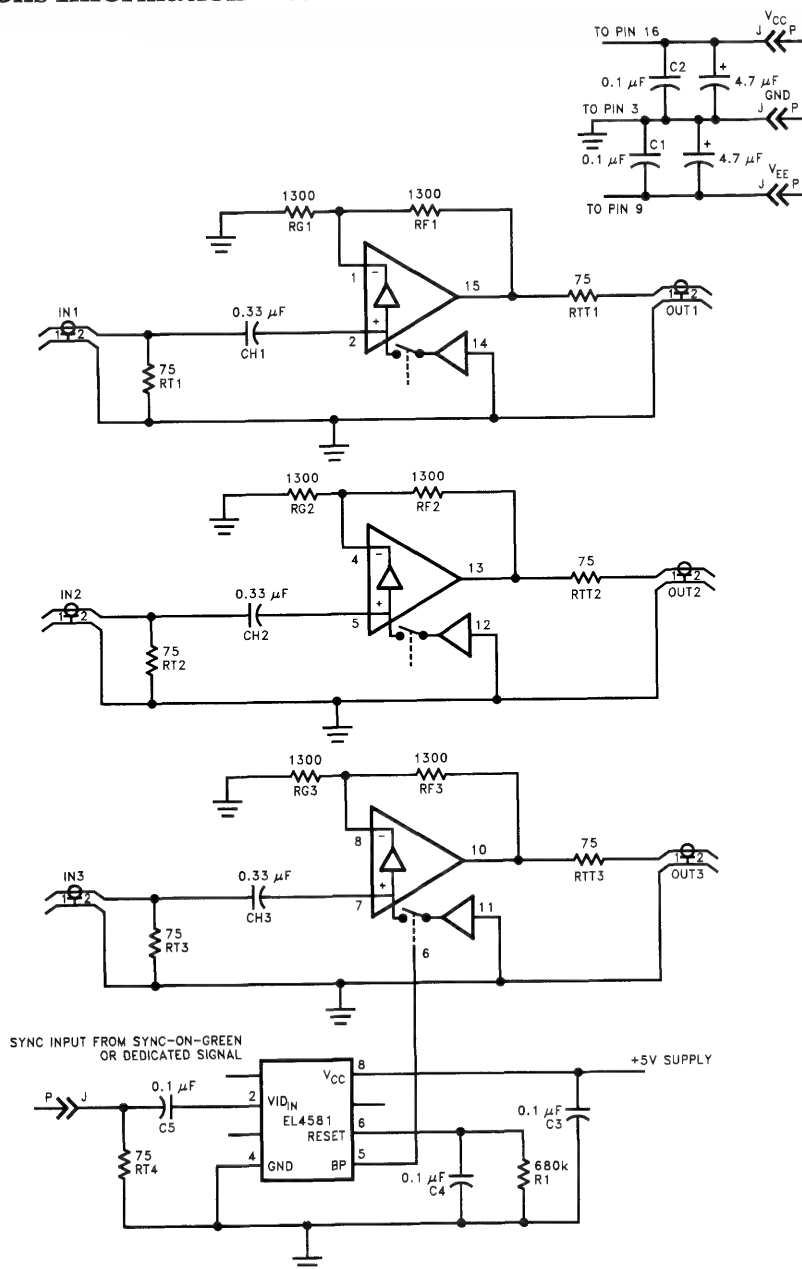 V_CC
J P
TO PIN 16
C2
+
0.1 µF
4.7 µF
GND
TO PIN 3
J P
C1
+
0.1 µF
4.7 µF
V_EE
J P
TO PIN 9
1300
1300
RG1
RF1
1
−
15
75
RTT1
1 2
OUT1
IN1
1 2
0.33 µF
CH1
+
2
14
75
RT1
1300
1300
RG2
RF2
4
−
13
75
RTT2
1 2
OUT2
IN2
1 2
0.33 µF
CH2
+
5
12
75
RT2
1300
1300
RG3
RF3
8
−
10
75
RTT3
1 2
OUT3
IN3
1 2
0.33 µF
CH3
+
7
11
75
RT3
6
SYNC INPUT FROM SYNC-ON-GREEN
OR DEDICATED SIGNAL
V_CC
8
+5V SUPPLY
P J
0.1 µF
C5
2
VID_IN
EL4581
RESET
6
0.1 µF
C3
75
RT4
4
GND
BP
5
0.1 µF
C4
680k
R1